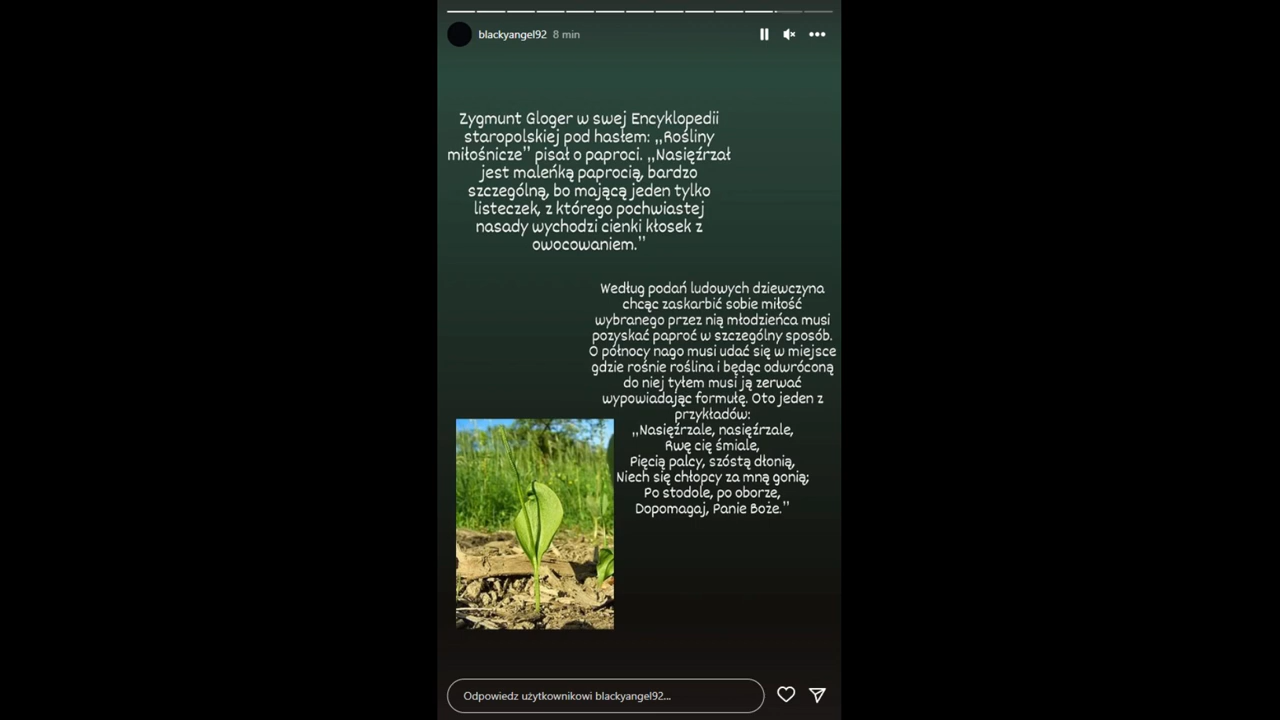 blackyangel92 8 min
Zygmunt Gloger w swej Encyklopedii
staropolskiej pod hasłem: ,,Rośliny
miłośnicze" pisał o paproci. ,,Nasięźrzał
jest maleńką paprocią, bardzo
szczególną, bo mającą jeden tylko
listeczek, z którego pochwiastej
nasady wychodzi cienki kłosek z
owocowaniem."
Według podań ludowych dziewczyna
chcąc zaskarbić sobie miłość
wybranego przez nią młodzieńca musi
pozyskać paproć w szczególny sposób.
O północy nago musi udać się w miejsce
gdzie rośnie roślina i będąc odwróconą
do niej tyłem musi ją zerwać
wypowiadając formułę. Oto jeden z
przykładów:
,,Nasięźrzale, nasięźrzale,
Rwę cię śmiale,
Pięcią palcy, szóstą dłonią,
Niech się chłopcy za mną gonią;
Po stodole, po oborze,
Dopomagaj, Panie Boże."
Odpowiedz użytkownikowi blackyangel92...